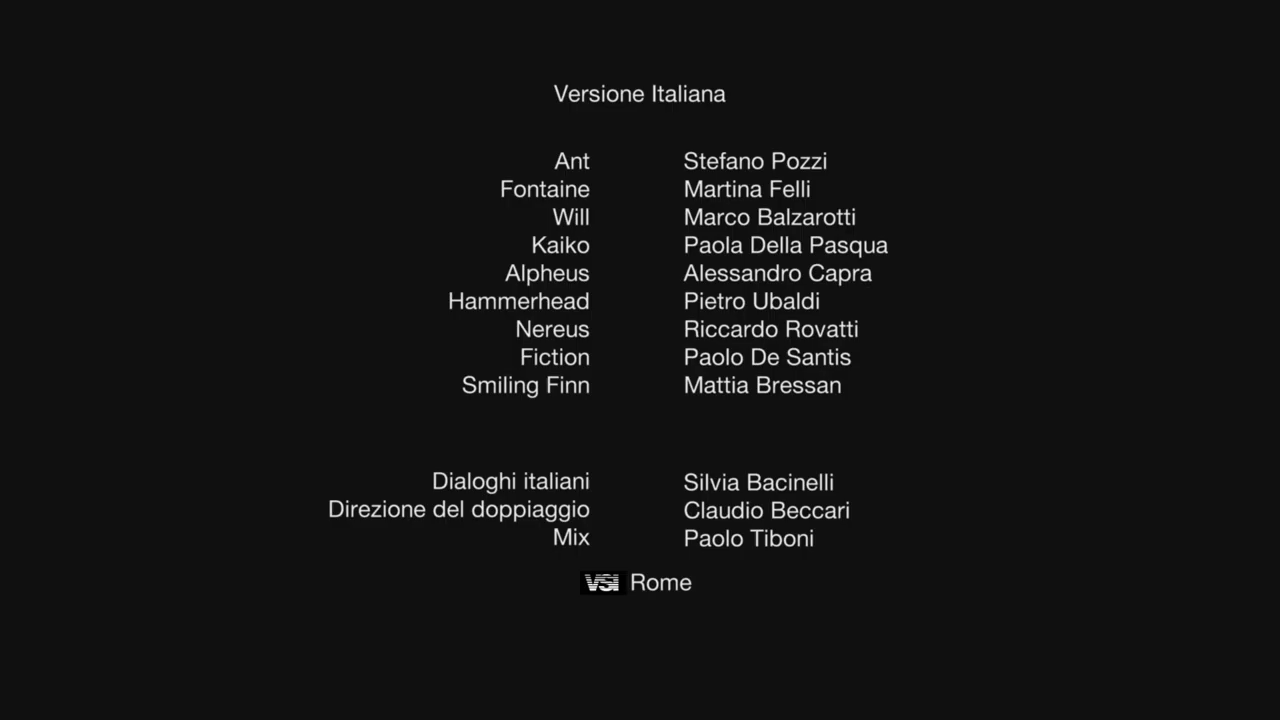 Versione Italiana
Ant Stefano Pozzi
Fontaine Martina Felli
Will Marco Balzarotti
Kaiko Paola Della Pasqua
Alpheus Alessandro Capra
Hammerhead Pietro Ubaldi
Nereus Riccardo Rovatti
Fiction Paolo De Santis
Smiling Finn Mattia Bressan
Dialoghi italiani Silvia Bacinelli
Direzione del doppiaggio Claudio Beccari
Mix Paolo Tiboni
VSI Rome